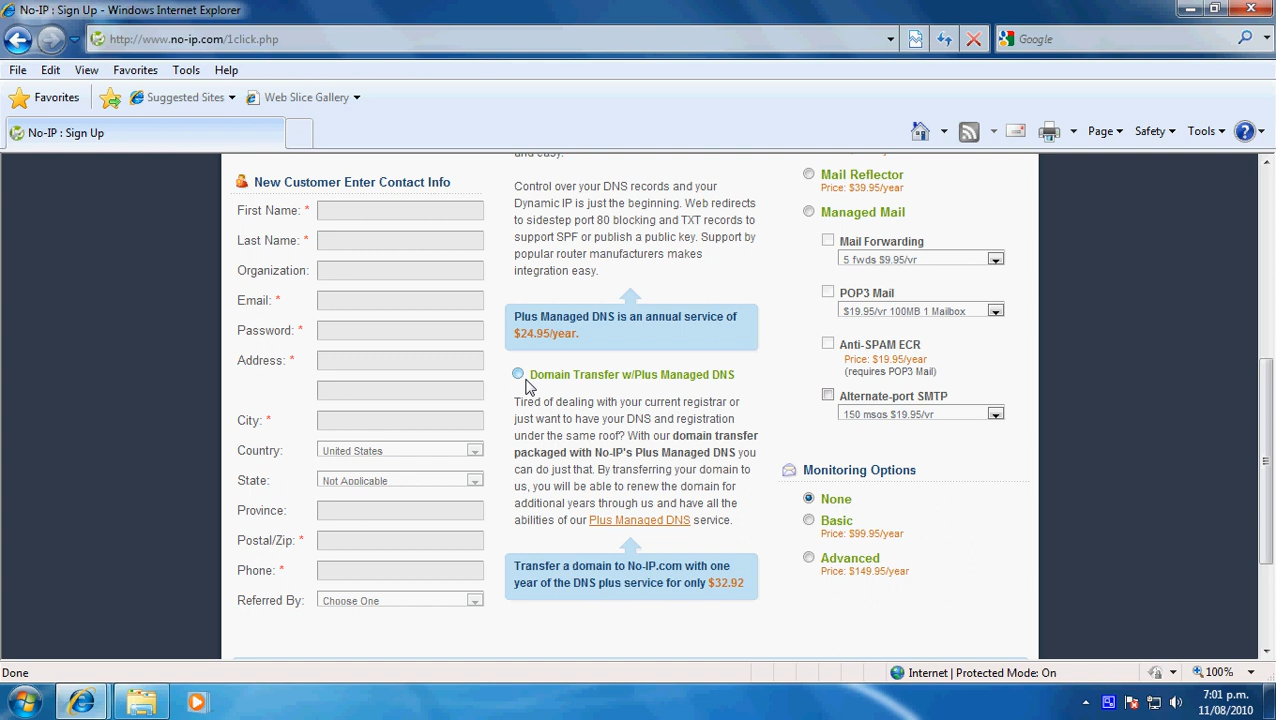 No-IP : Sign Up - Windows Internet Explorer
http://www.no-ip.com/1click.php
Google
File Edit View Favorites Tools Help
Favorites Suggested Sites Web Slice Gallery
No-IP : Sign Up
Page Safety Tools
New Customer Enter Contact Info
First Name: *
Last Name: *
Organization:
Email: *
Password: *
Address: *
City: *
Country: United States
State: Not Applicable
Province:
Postal/Zip: *
Phone: *
Referred By: Choose One
and easy.
Control over your DNS records and your
Dynamic IP is just the beginning. Web redirects
to sidestep port 80 blocking and TXT records to
support SPF or publish a public key. Support by
popular router manufacturers makes
integration easy.
Plus Managed DNS is an annual service of
$24.95/year.
Domain Transfer w/Plus Managed DNS
Tired of dealing with your current registrar or
just want to have your DNS and registration
under the same roof? With our domain transfer
packaged with No-IP's Plus Managed DNS you
can do just that. By transferring your domain to
us, you will be able to renew the domain for
additional years through us and have all the
abilities of our Plus Managed DNS service.
Transfer a domain to No-IP.com with one
year of the DNS plus service for only $32.92
Mail Reflector
Price: $39.95/year
Managed Mail
Mail Forwarding
5 fwds $9.95/yr
POP3 Mail
$19.95/yr 100MB 1 Mailbox
Anti-SPAM ECR
Price: $19.95/year
(requires POP3 Mail)
Alternate-port SMTP
150 msgs $19.95/yr
Monitoring Options
None
Basic
Price: $99.95/year
Advanced
Price: $149.95/year
Done
Internet | Protected Mode: On
100%
7:01 p.m.
11/08/2010